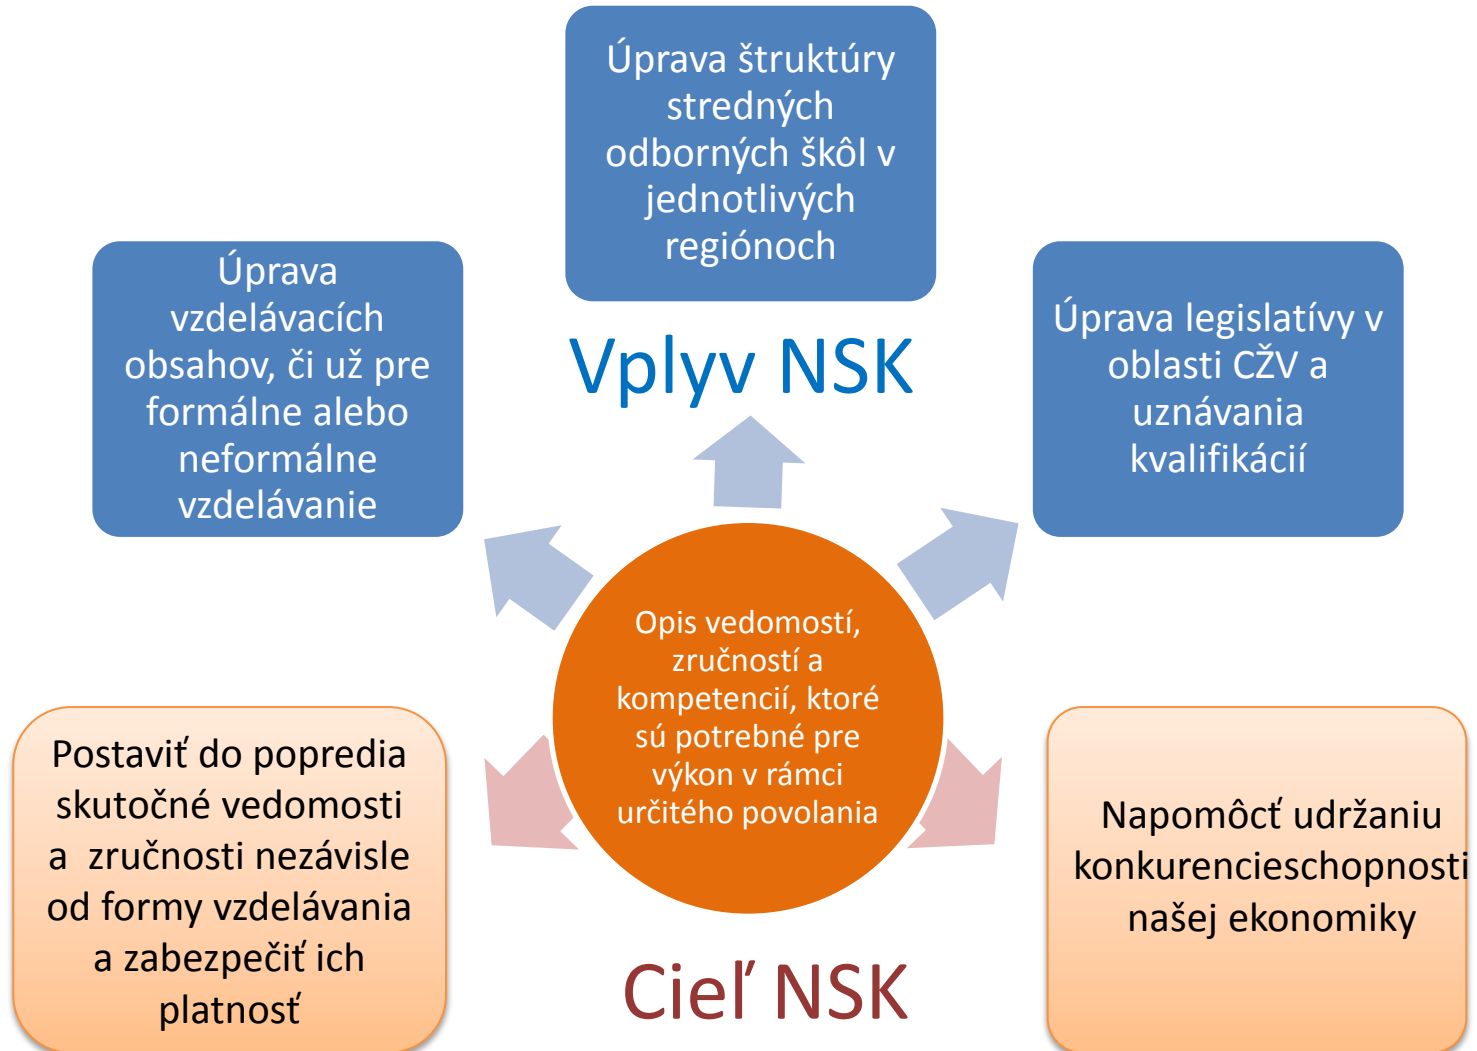 Úprava štruktúry
stredných
odborných škôl v
jednotlivých
regiónoch
Úprava
vzdelávacích
obsahov, či už pre
formálne alebo
neformálne
vzdelávanie
Vplyv NSK
Úprava legislatívy v
oblasti CŽV a
uznávania
kvalifikácií
Opis vedomostí,
zručností a
kompetencií, ktoré
sú potrebné pre
výkon v rámci
určitého povolania
Postaviť do popredia
skutočné vedomosti
a  zručnosti nezávisle
od formy vzdelávania
a zabezpečiť ich
platnosť
Napomôcť udržaniu
konkurencieschopnosti
našej ekonomiky
Cieľ NSK